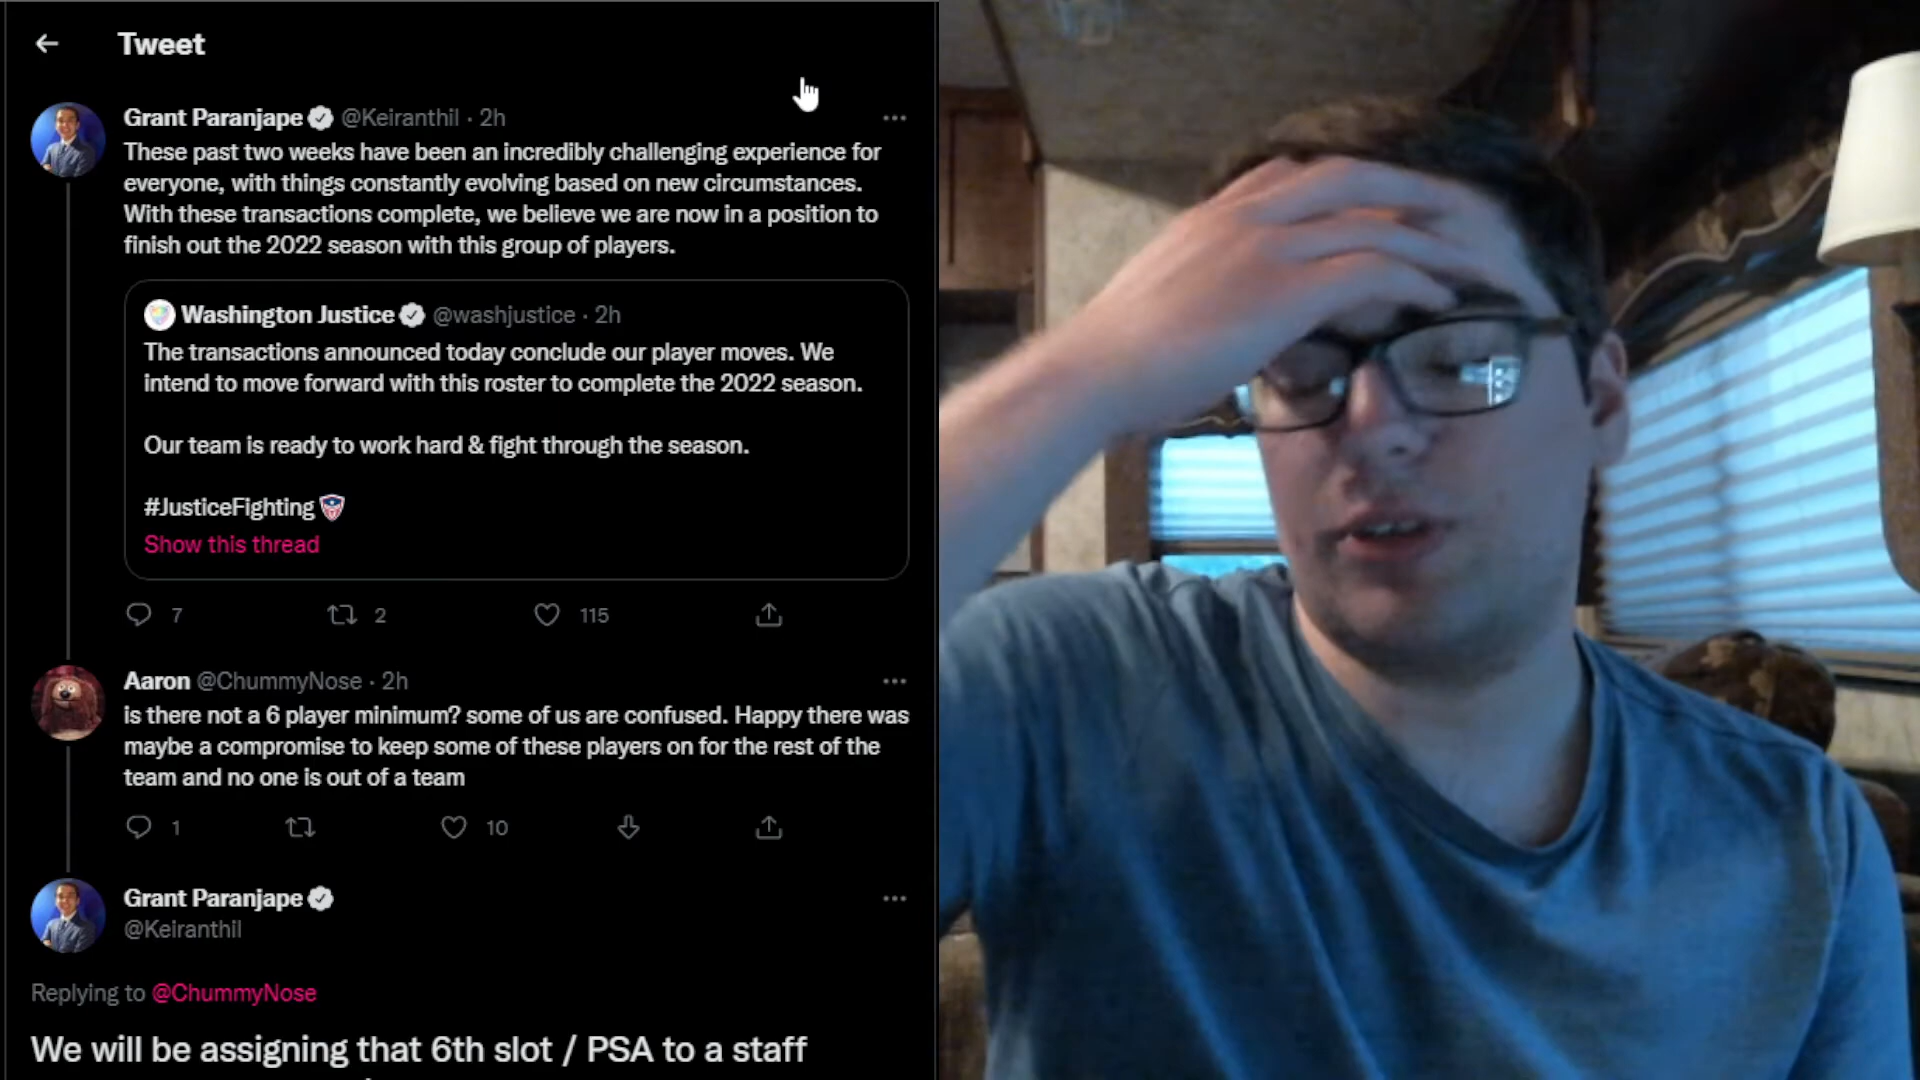 Tweet
Grant Paranjape @Keiranthil · 2h
These past two weeks have been an incredibly challenging experience for
everyone, with things constantly evolving based on new circumstances.
With these transactions complete, we believe we are now in a position to
finish out the 2022 season with this group of players.
Washington Justice @washjustice · 2h
The transactions announced today conclude our player moves. We
intend to move forward with this roster to complete the 2022 season.
Our team is ready to work hard & fight through the season.
#JusticeFighting
Show this thread
7 2 115
Aaron @ChummyNose · 2h
is there not a 6 player minimum? some of us are confused. Happy there was
maybe a compromise to keep some of these players on for the rest of the
team and no one is out of a team
1 10
Grant Paranjape
@Keiranthil
Replying to @ChummyNose
We will be assigning that 6th slot / PSA to a staff